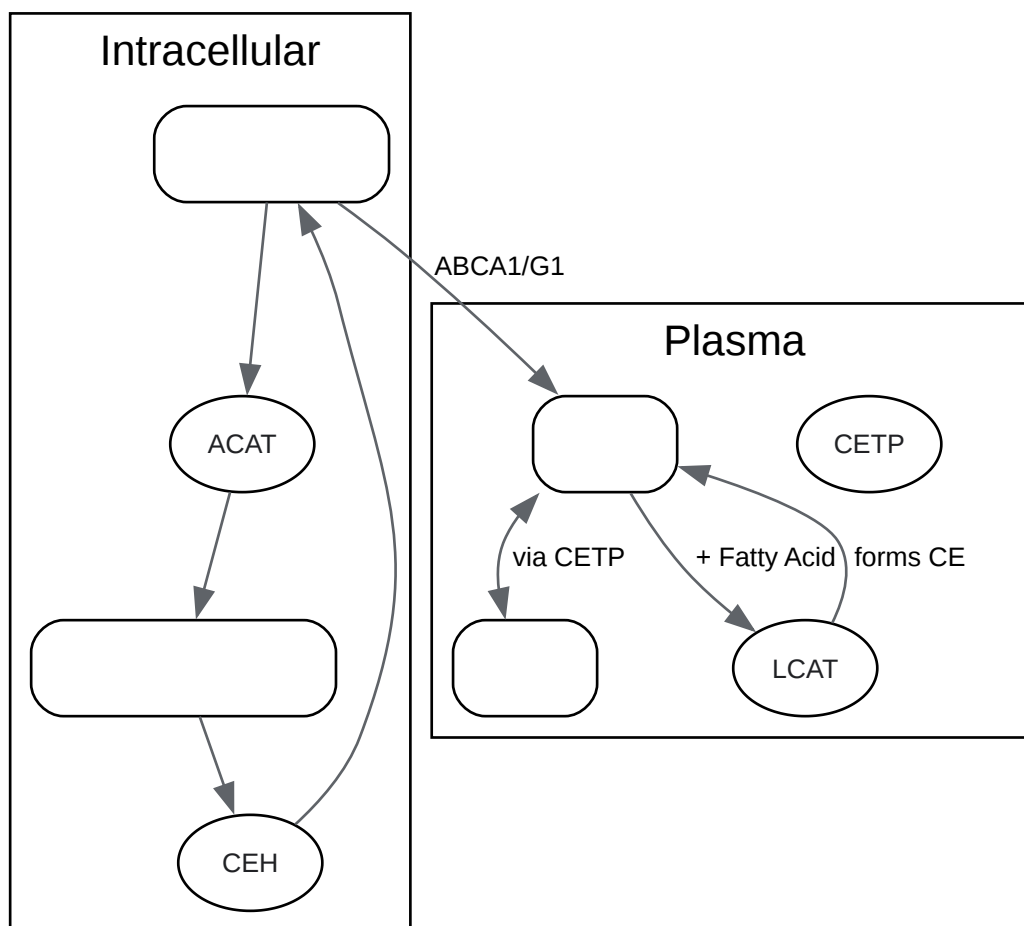 Intracellular
ABCA1/G1
Plasma
ACAT
CETP
via CETP
+ Fatty Acid
forms CE
LCAT
CEH